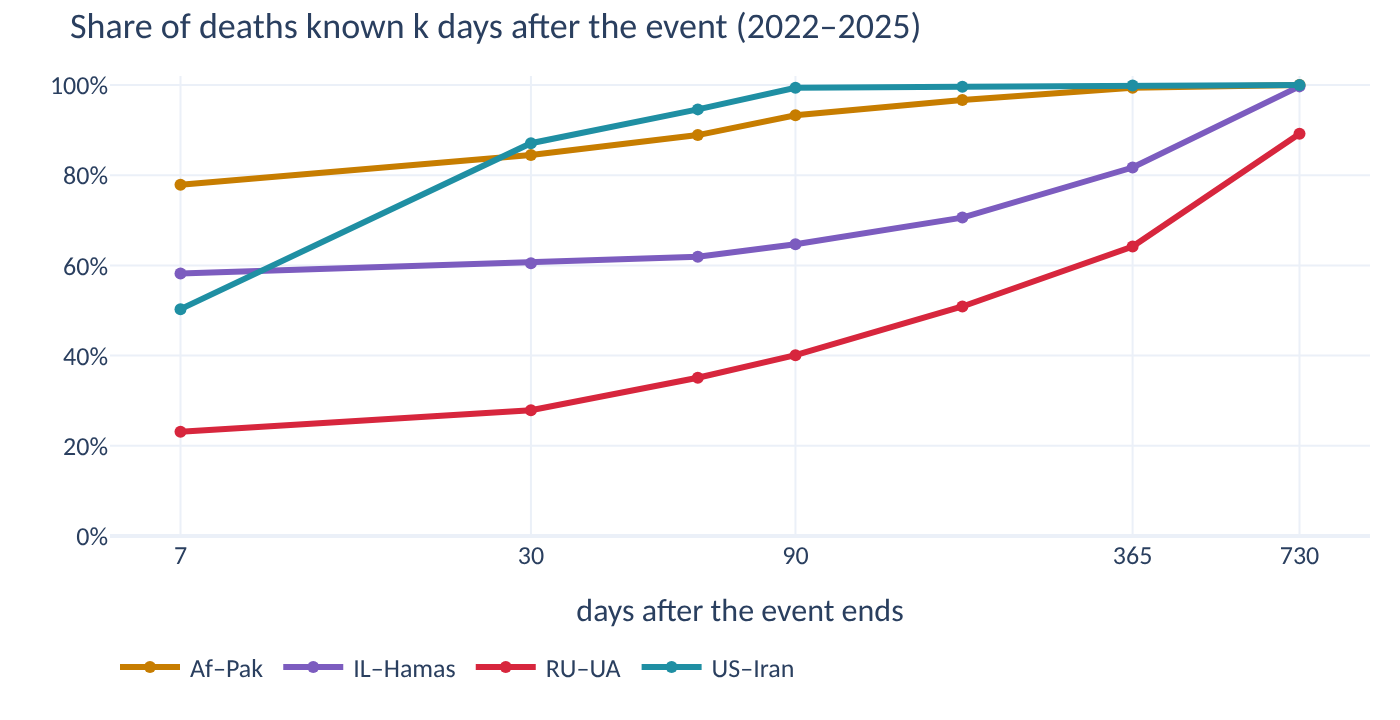 Share of deaths known k days after the event (2022–2025)
100%
80%
60%
40%
20%
0%
7 30 90 365 730
days after the event ends
Af–Pak IL–Hamas RU–UA US–Iran